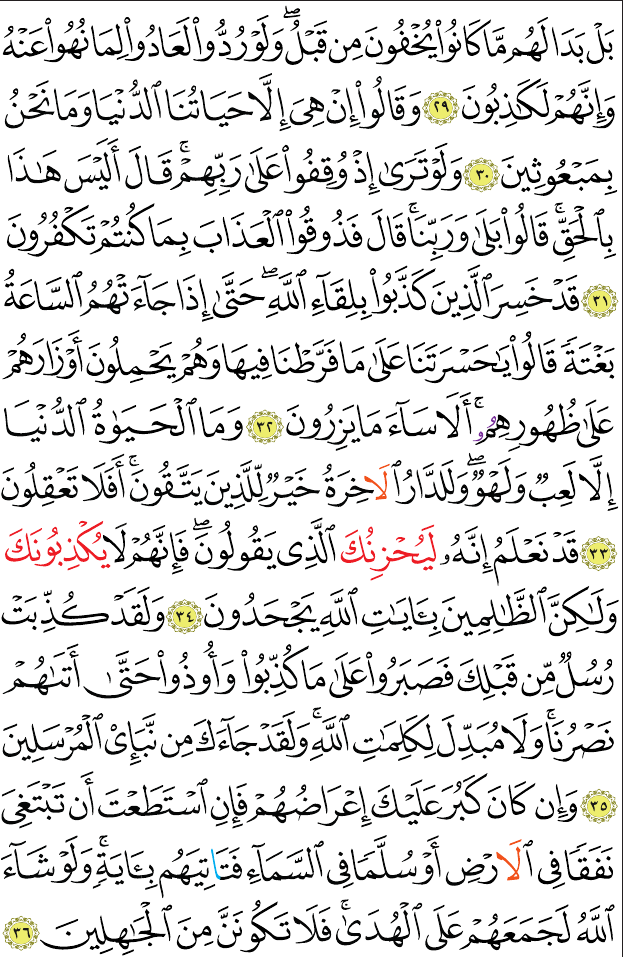 بَلْ بَدَا لَهُم مَّا كَانُوا۟ يُخْفُونَ مِن قَبْلُ ۖ وَلَوْ رُدُّوا۟ لَعَادُوا۟ لِمَا نُهُوا۟ عَنْهُ
وَإِنَّهُمْ لَكَٰذِبُونَ ٢٩ وَقَالُوٓا۟ إِنْ هِىَ إِلَّا حَيَاتُنَا ٱلدُّنْيَا وَمَا نَحْنُ
بِمَبْعُوثِينَ ٣٠ وَلَوْ تَرَىٰٓ إِذْ وُقِفُوا۟ عَلَىٰ رَبِّهِمْ ۚ قَالَ أَلَيْسَ هَٰذَا
بِٱلْحَقِّ ۚ قَالُوا۟ بَلَىٰ وَرَبِّنَا ۚ قَالَ فَذُوقُوا۟ ٱلْعَذَابَ بِمَا كُنتُمْ تَكْفُرُونَ
٣١ قَدْ خَسِرَ ٱلَّذِينَ كَذَّبُوا۟ بِلِقَآءِ ٱللَّهِ ۖ حَتَّىٰٓ إِذَا جَآءَتْهُمُ ٱلسَّاعَةُ
بَغْتَةً قَالُوا۟ يَٰحَسْرَتَنَا عَلَىٰ مَا فَرَّطْنَا فِيهَا وَهُمْ يَحْمِلُونَ أَوْزَارَهُمْ
عَلَىٰ ظُهُورِهِمُۥٓ ۚ أَلَا سَآءَ مَا يَزِرُونَ ٣٢ وَمَا ٱلْحَيَوٰةُ ٱلدُّنْيَآ
إِلَّا لَعِبٌ وَلَهْوٌ ۖ وَلَلدَّارُ ٱلَاخِرَةُ خَيْرٌ لِّلَّذِينَ يَتَّقُونَ ۚ أَفَلَا تَعْقِلُونَ
٣٣ قَدْ نَعْلَمُ إِنَّهُۥ لَيُحْزِنُكَ ٱلَّذِى يَقُولُونَ ۖ فَإِنَّهُمْ لَا يُكْذِبُونَكَ
وَلَٰكِنَّ ٱلظَّٰلِمِينَ بِـَٔايَٰتِ ٱللَّهِ يَجْحَدُونَ ٣٤ وَلَقَدْ كُذِّبَتْ
رُسُلٌ مِّن قَبْلِكَ فَصَبَرُوا۟ عَلَىٰ مَا كُذِّبُوا۟ وَأُوذُوا۟ حَتَّىٰٓ أَتَىٰهُمْ
نَصْرُنَا ۚ وَلَا مُبَدِّلَ لِكَلِمَٰتِ ٱللَّهِ ۚ وَلَقَدْ جَآءَكَ مِن نَّبَإِى۟ ٱلْمُرْسَلِينَ
٣٥ وَإِن كَانَ كَبُرَ عَلَيْكَ إِعْرَاضُهُمْ فَإِنِ ٱسْتَطَعْتَ أَن تَبْتَغِىَ
نَفَقًا فِى ٱلَارْضِ أَوْ سُلَّمًا فِى ٱلسَّمَآءِ فَتَاتِيَهُم بِـَٔايَةٍ ۚ وَلَوْ شَآءَ
ٱللَّهُ لَجَمَعَهُمْ عَلَى ٱلْهُدَىٰ ۚ فَلَا تَكُونَنَّ مِنَ ٱلْجَٰهِلِينَ ٣٦